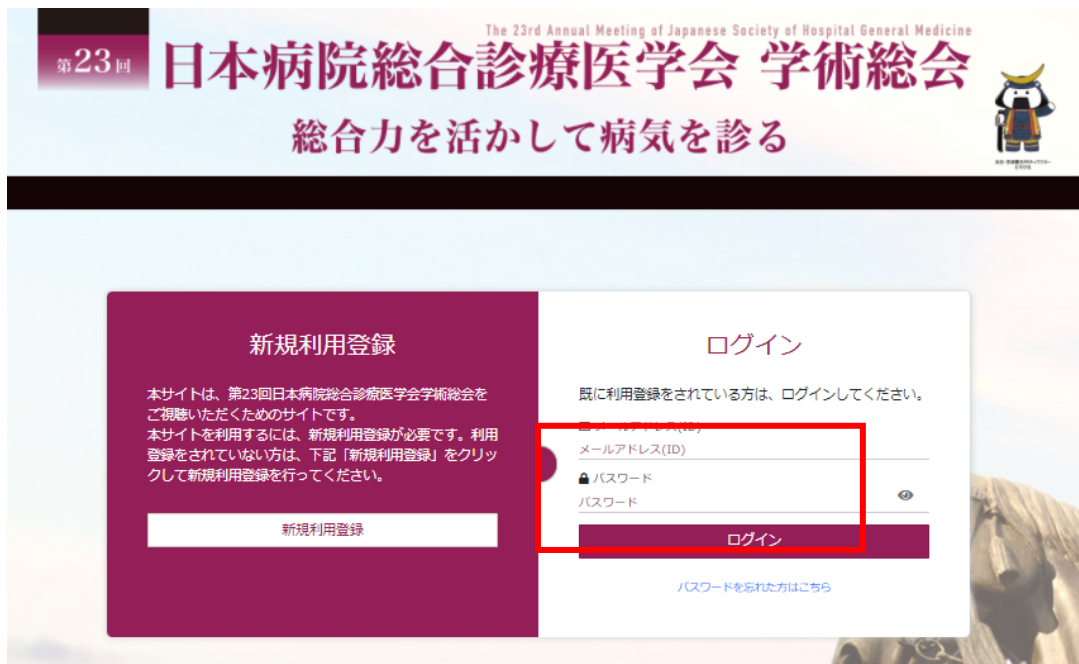 The 23rd Annual Meeting of Japanese Society of Hospital General Medicine
第23回
日本病院総合診療医学会 学術総会
総合力を活かして病気を診る
新規利用登録
本サイトは、第23回日本病院総合診療医学会学術総会を
ご視聴いただくためのサイトです。
本サイトを利用するには、新規利用登録が必要です。利用
登録をされていない方は、下記「新規利用登録」をクリッ
クして新規利用登録を行ってください。
新規利用登録
ログイン
既に利用登録をされている方は、ログインしてください。
メールアドレス(ID)
メールアドレス(ID)
パスワード
パスワード
ログイン
パスワードを忘れた方はこちら